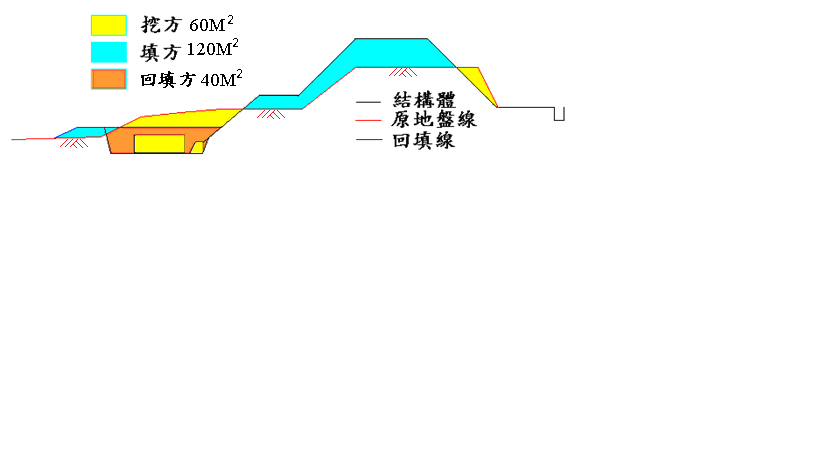 挖方 60M²
填方 120M²
回填方 40M²
結構體
原地盤線
回填線